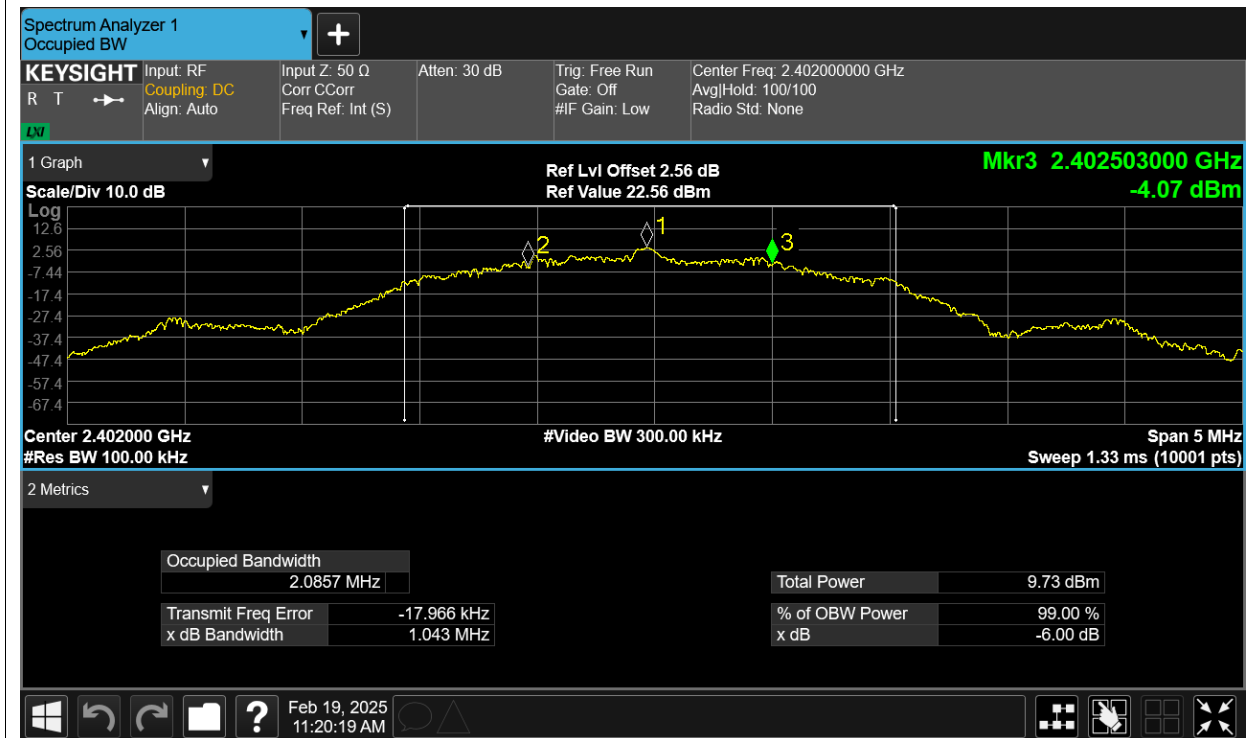 Spectrum Analyzer 1
Occupied BW
KEYSIGHT
R T
LXI
Input: RF
Coupling: DC
Align: Auto
Input Z: 50 Ω
Corr CCorr
Freq Ref: Int (S)
Atten: 30 dB
Trig: Free Run
Gate: Off
#IF Gain: Low
Center Freq: 2.402000000 GHz
Avg|Hold: 100/100
Radio Std: None
1 Graph
Scale/Div 10.0 dB
Ref Lvl Offset 2.56 dB
Ref Value 22.56 dBm
Mkr3 2.402503000 GHz
-4.07 dBm
Log
12.6
2.56
-7.44
-17.4
-27.4
-37.4
-47.4
-57.4
-67.4
2
1
3
Center 2.402000 GHz
#Res BW 100.00 kHz
#Video BW 300.00 kHz
Span 5 MHz
Sweep 1.33 ms (10001 pts)
2 Metrics
Occupied Bandwidth
2.0857 MHz
Transmit Freq Error -17.966 kHz
x dB Bandwidth 1.043 MHz
Total Power 9.73 dBm
% of OBW Power 99.00 %
x dB -6.00 dB
?
Feb 19, 2025
11:20:19 AM